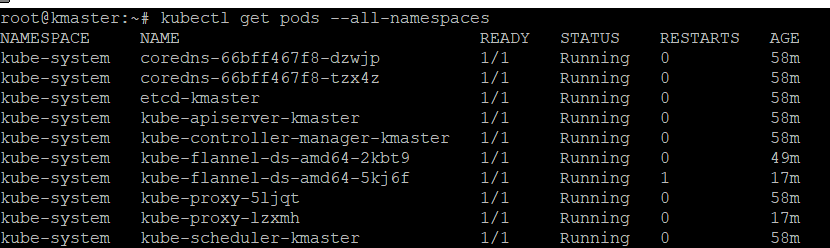 root@kmaster:~# kubectl get pods --all-namespaces
NAMESPACE     NAME                              READY   STATUS    RESTARTS   AGE
kube-system   coredns-66bff467f8-dzwjp          1/1     Running   0          58m
kube-system   coredns-66bff467f8-tzx4z          1/1     Running   0          58m
kube-system   etcd-kmaster                      1/1     Running   0          58m
kube-system   kube-apiserver-kmaster            1/1     Running   0          58m
kube-system   kube-controller-manager-kmaster   1/1     Running   0          58m
kube-system   kube-flannel-ds-amd64-2kbt9       1/1     Running   0          49m
kube-system   kube-flannel-ds-amd64-5kj6f       1/1     Running   1          17m
kube-system   kube-proxy-5ljqt                  1/1     Running   0          58m
kube-system   kube-proxy-lzxmh                  1/1     Running   0          17m
kube-system   kube-scheduler-kmaster            1/1     Running   0          58m